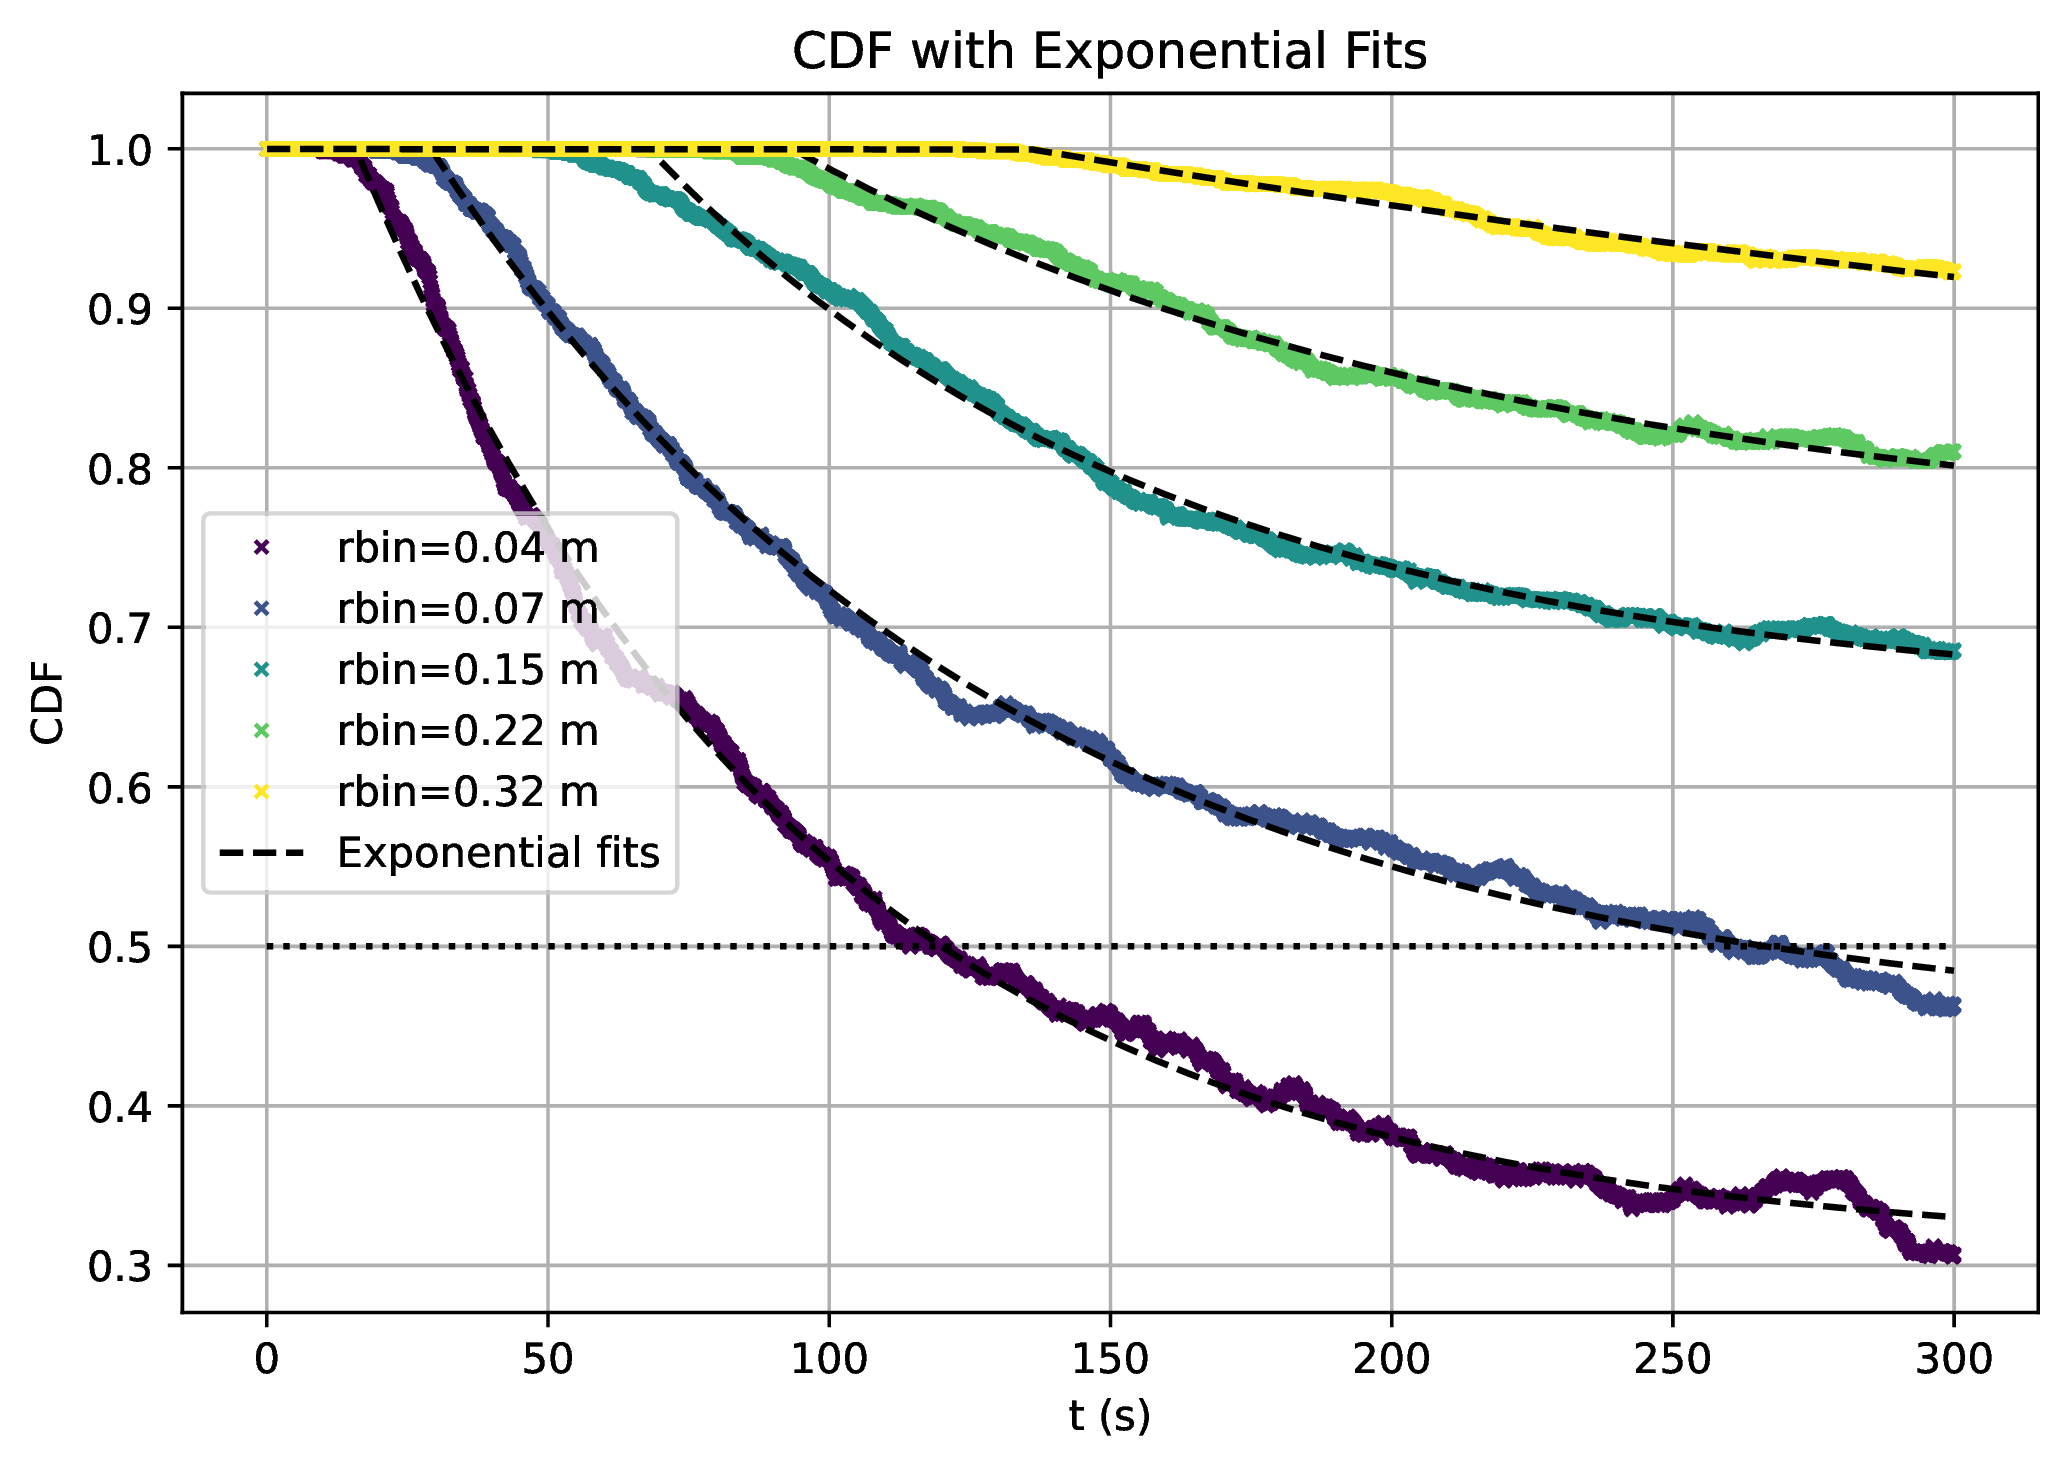 CDF with Exponential Fits
CDF
1.0
0.9
0.8
0.7
0.6
0.5
0.4
0.3
rbin=0.04 m
rbin=0.07 m
rbin=0.15 m
rbin=0.22 m
rbin=0.32 m
Exponential fits
0 50 100 150 200 250 300
t (s)